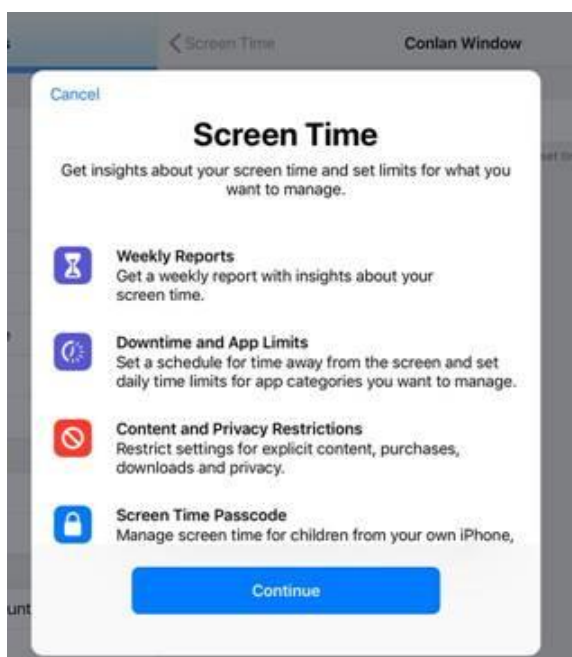 Screen Time
Conlan Window
Cancel
Screen Time
Get insights about your screen time and set limits for what you
want to manage.
Weekly Reports
Get a weekly report with insights about your
screen time.
Downtime and App Limits
Set a schedule for time away from the screen and set
daily time limits for app categories you want to manage.
Content and Privacy Restrictions
Restrict settings for explicit content, purchases,
downloads and privacy.
Screen Time Passcode
Manage screen time for children from your own iPhone,
Continue